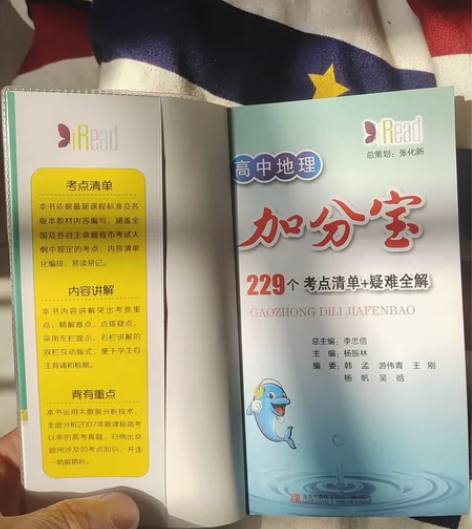 iRead
考点清单
本书依据最新课程标准及各
版本教材内容编写，涵盖全
国及各自主命题省市考试大
纲中规定的考点，内容清单
化编排，易读易记。
内容讲解
本书内容讲解突出考查重
点，精解难点，点拨疑点，
采用左栏提示、右栏讲解的
双栏互动版式，便于学生自
主背诵和检测。
背有重点
本书运用大数据分析技术，
全面分析2007年新课标高考
以来的高考真题，归纳出命
题所涉及的考点知识，并逐
一精解精析。
iRead
总策划：张化新
高中地理
加分宝
229个 考点清单+疑难全解
GAOZHONG DILI JIAFENBAO
总主编：李忠信
主 编：杨振林
编 委：韩 孟 游伟青 王 刚
杨 帆 吴 晗